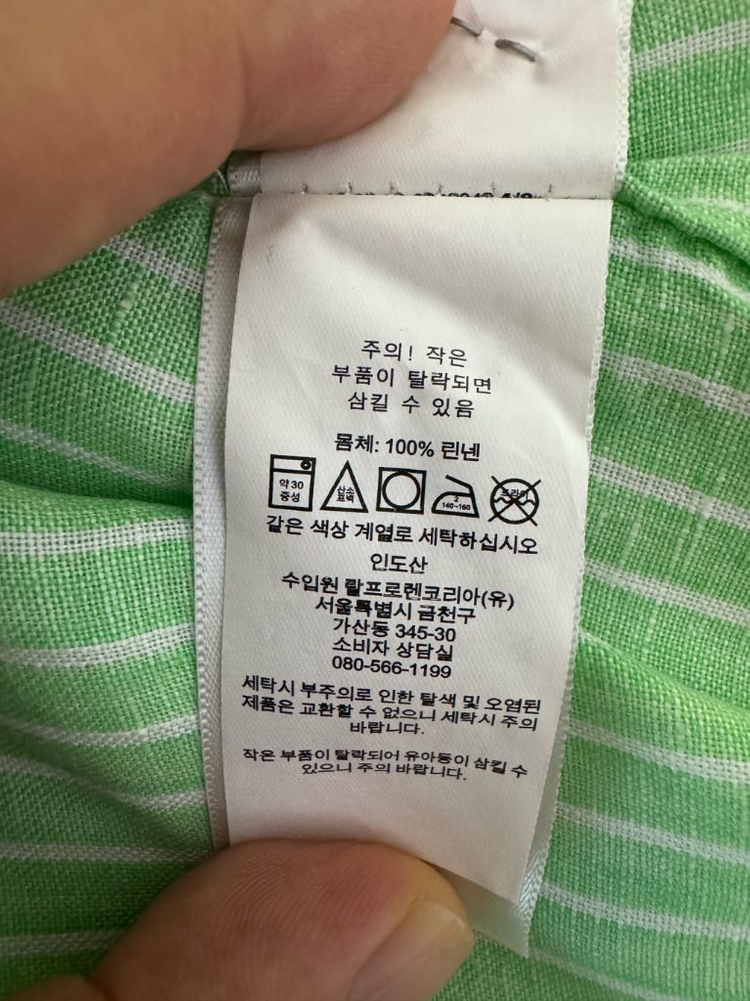 주의! 작은
부품이 탈락되면
삼킬 수 있음
몸체: 100% 린넨
약 30
중성
산소
표백
2
140~160
드라이
같은 색상 계열로 세탁하십시오
인도산
수입원 랄프로렌코리아(유)
서울특별시 금천구
가산동 345-30
소비자 상담실
080-566-1199
세탁시 부주의로 인한 탈색 및 오염된
제품은 교환할 수 없으니 세탁시 주의
바랍니다.
작은 부품이 탈락되어 유아등이 삼킬 수
있으니 주의 바랍니다.